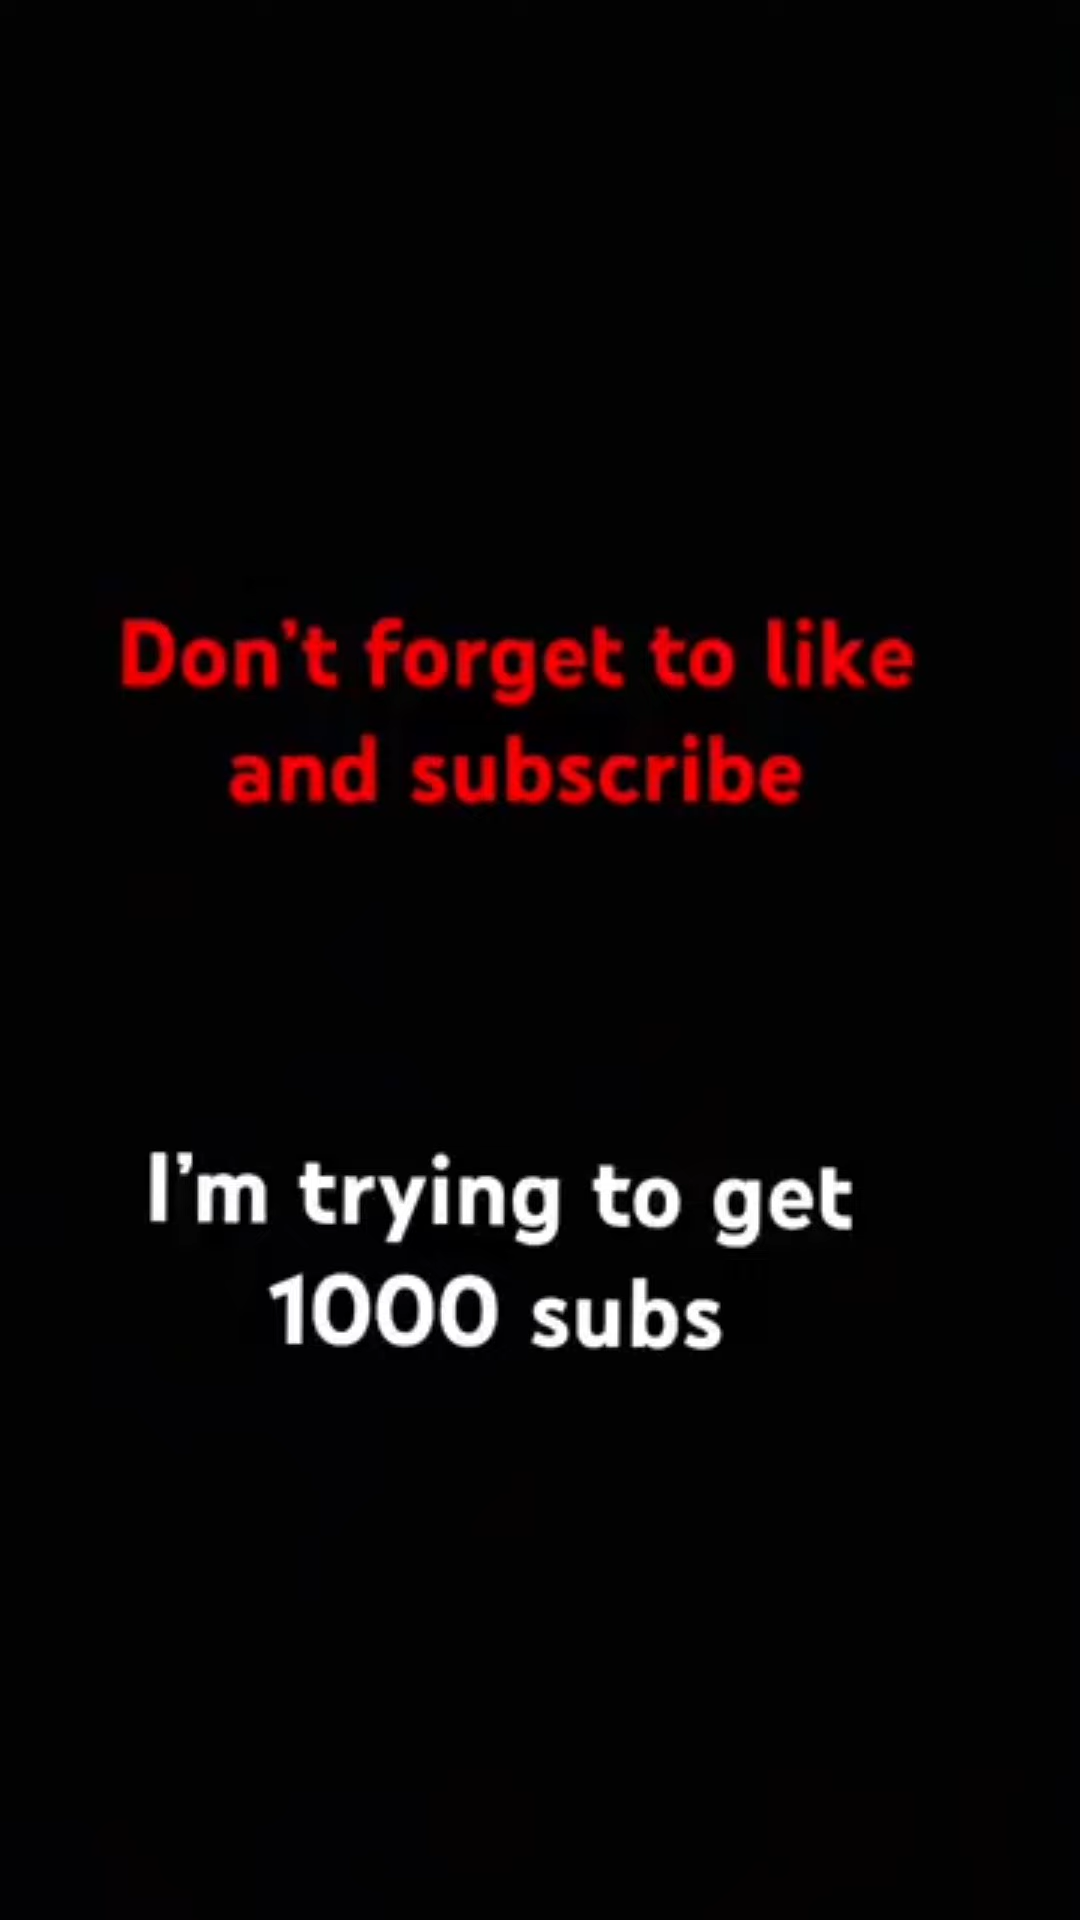 Don't forget to like
and subscribe
I'm trying to get
1000 subs